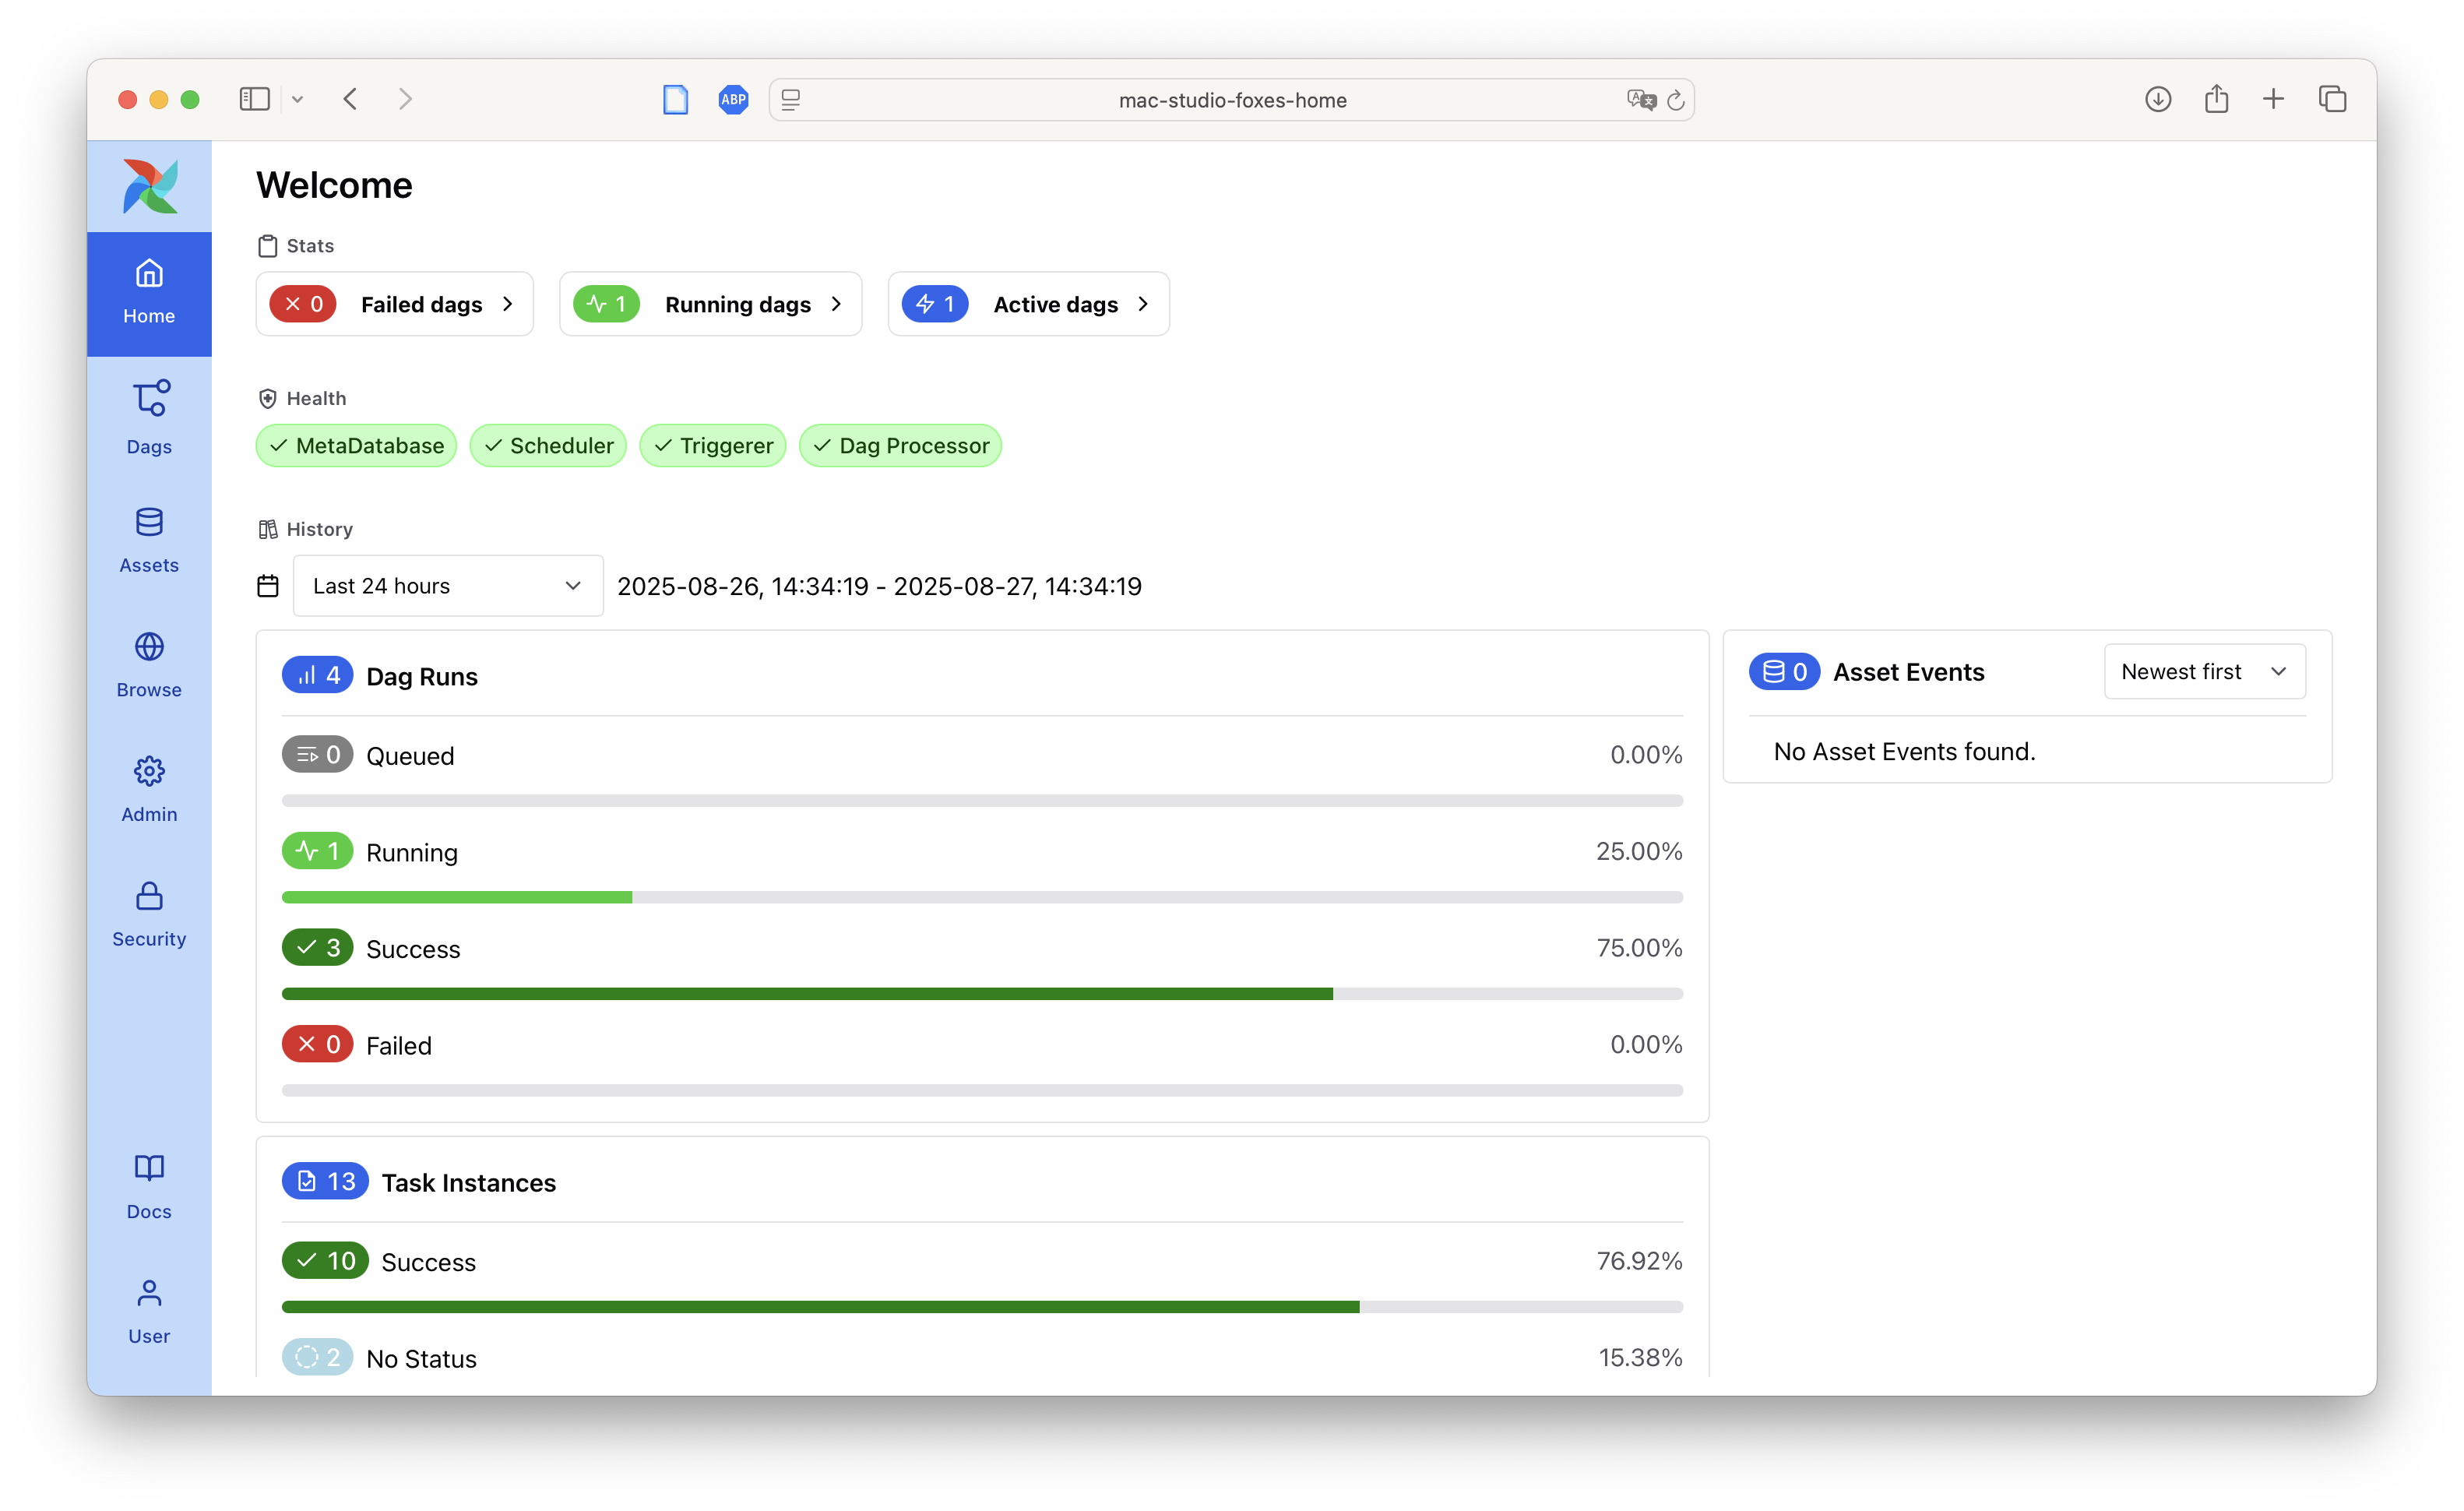 ABP
mac-studio-foxes-home
Welcome
Stats
0 Failed dags
1 Running dags
1 Active dags
Health
MetaDatabase
Scheduler
Triggerer
Dag Processor
History
Last 24 hours
2025-08-26, 14:34:19 - 2025-08-27, 14:34:19
4 Dag Runs
0 Queued 0.00%
1 Running 25.00%
3 Success 75.00%
0 Failed 0.00%
13 Task Instances
10 Success 76.92%
2 No Status 15.38%
0 Asset Events
Newest first
No Asset Events found.
Home
Dags
Assets
Browse
Admin
Security
Docs
User